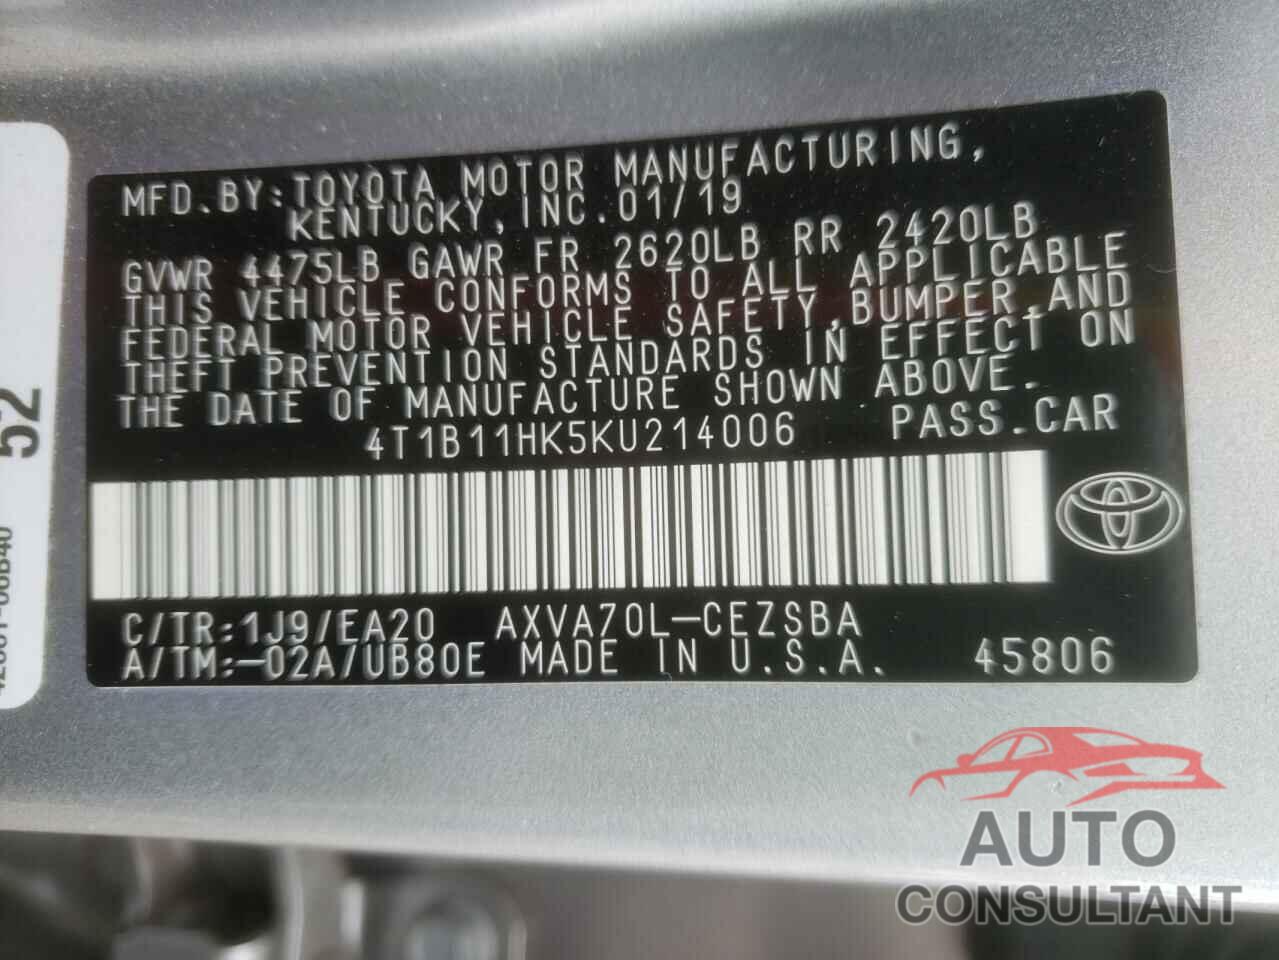 MFD.BY:TOYOTA MOTOR MANUFACTURING,
KENTUCKY, INC.01/19
GVWR 4475LB GAWR FR 2620LB RR 2420LB
THIS VEHICLE CONFORMS TO ALL APPLICABLE
FEDERAL MOTOR VEHICLE SAFETY,BUMPER,AND
THEFT PREVENTION STANDARDS IN EFFECT ON
THE DATE OF MANUFACTURE SHOWN ABOVE.
4T1B11HK5KU214006 PASS.CAR
C/TR:1J9/EA20 AXVA70L-CEZSBA
A/TM:-02A/UB80E MADE IN U.S.A. 45806
52
AUTO
CONSULTANT